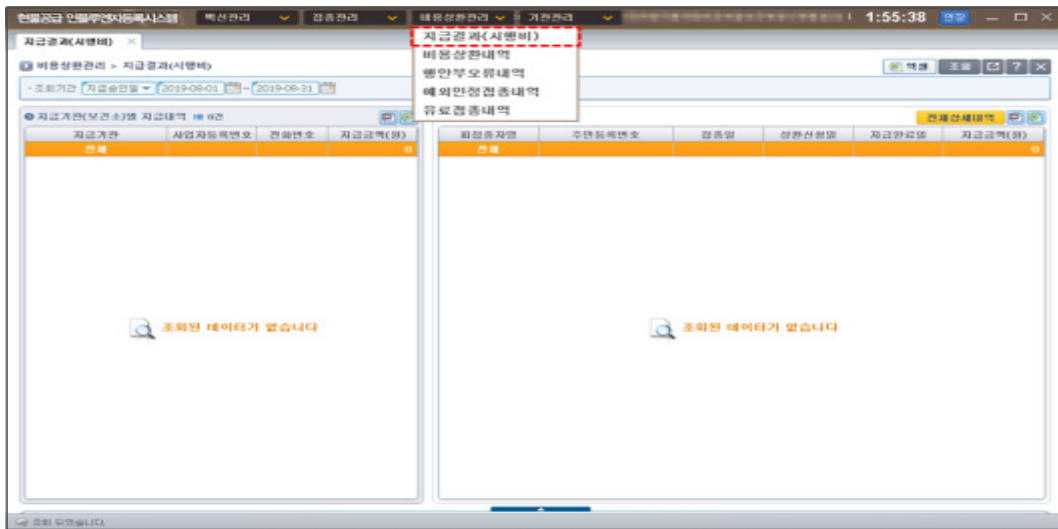 현물공급 인플루엔자등록시스템 백신관리 접종관리 비용상환관리 기관관리 1:55:38 연장
지급결과(시행비)
지급결과(시행비)
비용상환내역
행안부오류내역
예외인정접종내역
유료접종내역
비용상환관리 > 지급결과(시행비) 엑셀 조회
조회기간 지급승인일 2019-08-01 ~ 2019-08-31
지급기관(보건소)별 지급내역 0건 전체상세내역
지급기관 사업자등록번호 전화번호 지급금액(원) 피접종자명 주민등록번호 접종일 상환신청일 지급완료일 지급금액(원)
전체 0 전체 0
조회된 데이터가 없습니다 조회된 데이터가 없습니다
조회 되었습니다.